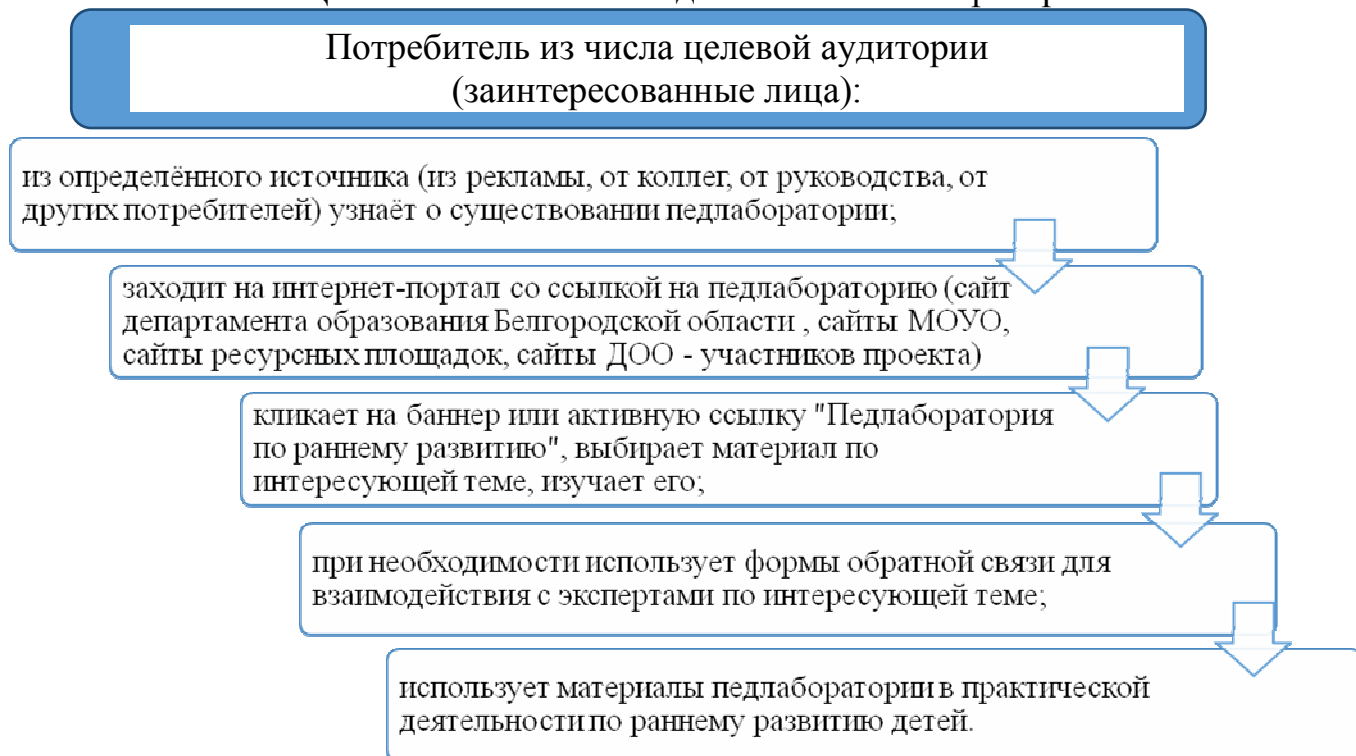 Потребитель из числа целевой аудитории
(заинтересованные лица):
из определённого источника (из рекламы, от коллег, от руководства, от
других потребителей) узнаёт о существовании педлаборатории;
заходит на интернет-портал со ссылкой на педлабораторию (сайт
департамента образования Белгородской области , сайты МОУО,
сайты ресурсных площадок, сайты ДОО - участников проекта)
кликает на баннер или активную ссылку "Педлаборатория
по раннему развитию", выбирает материал по
интересующей теме, изучает его;
при необходимости использует формы обратной связи для
взаимодействия с экспертами по интересующей теме;
использует материалы педлаборатории в практической
деятельности по раннему развитию детей.